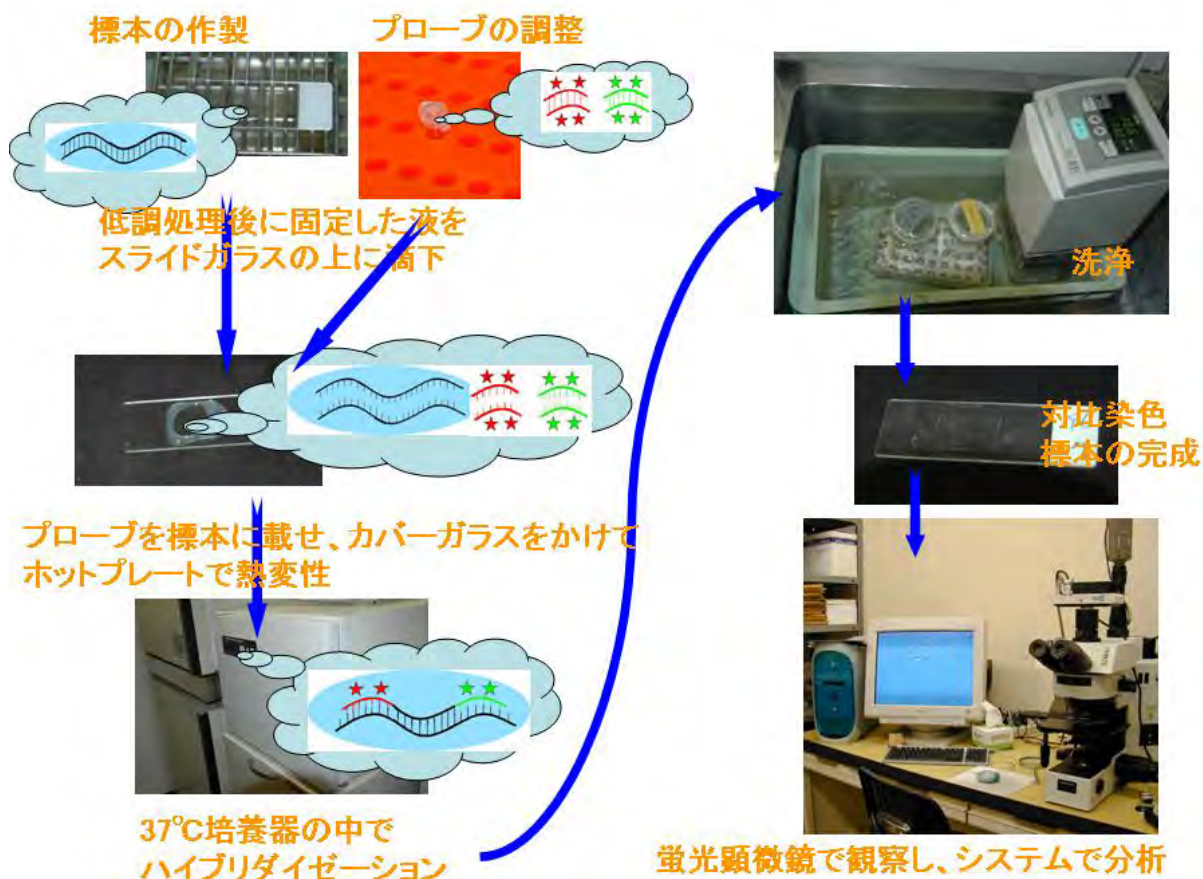 標本の作製
プローブの調整
低調処理後に固定した液を
スライドガラスの上に滴下
プローブを標本に載せ、カバーガラスをかけて
ホットプレートで熱変性
37℃培養器の中で
ハイブリダイゼーション
洗浄
対比染色
標本の完成
蛍光顕微鏡で観察し、システムで分析